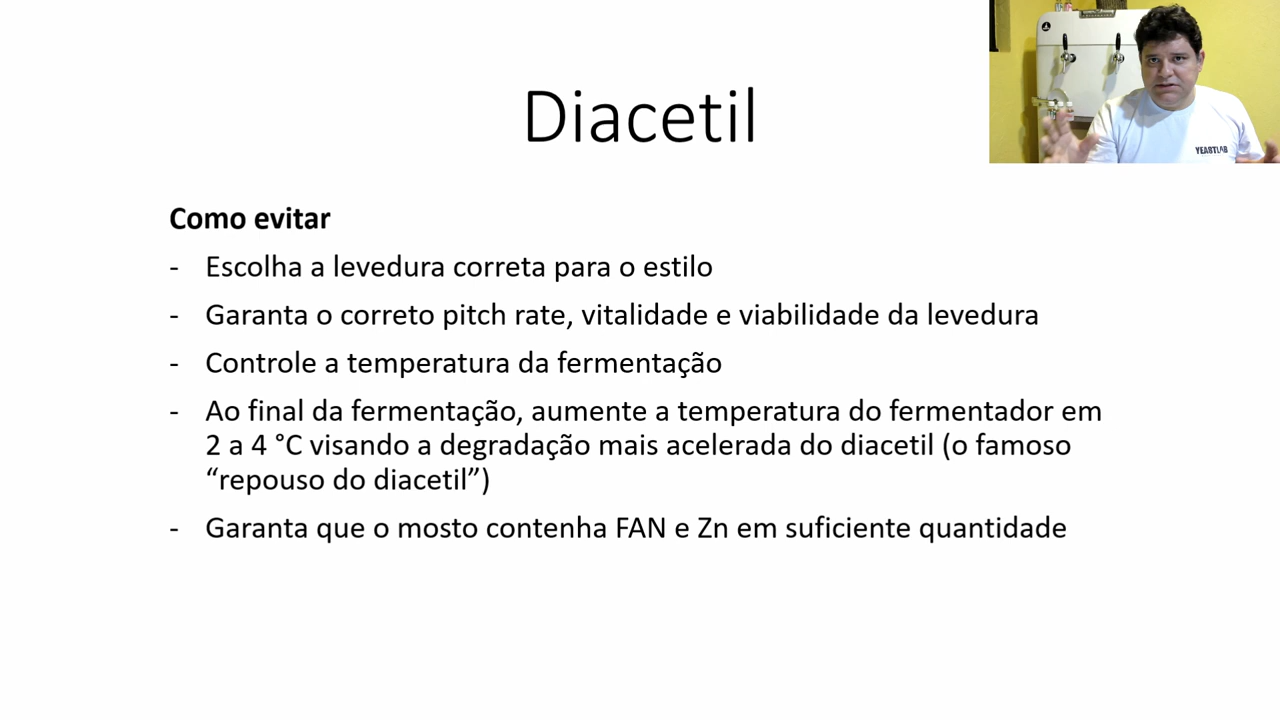 Diacetil
YEASTLAB
Como evitar
- Escolha a levedura correta para o estilo
- Garanta o correto pitch rate, vitalidade e viabilidade da levedura
- Controle a temperatura da fermentação
- Ao final da fermentação, aumente a temperatura do fermentador em
2 a 4 °C visando a degradação mais acelerada do diacetil (o famoso
“repouso do diacetil”)
- Garanta que o mosto contenha FAN e Zn em suficiente quantidade